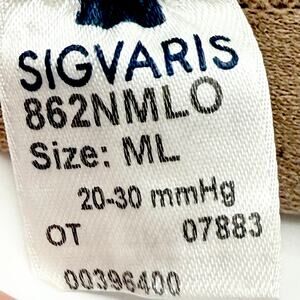 SIGVARIS
862NMLO
Size: ML
20-30 mmHg
OT 07883
00396400